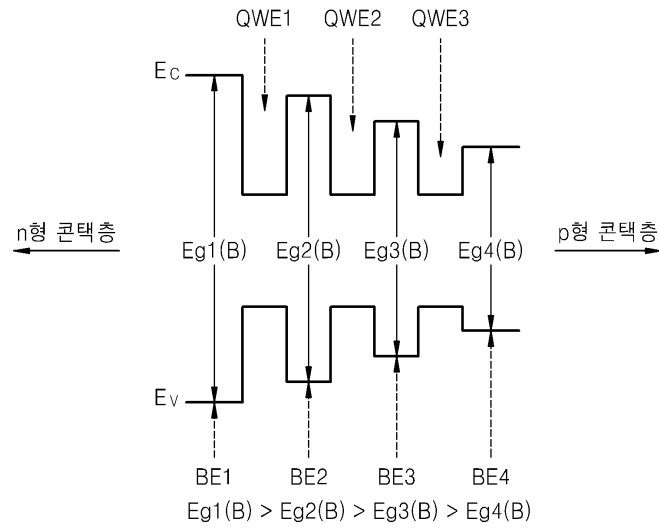 QWE1 QWE2 QWE3
Ec
n형 콘택층
Eg1(B) Eg2(B) Eg3(B) Eg4(B)
p형 콘택층
Ev
BE1 BE2 BE3 BE4
Eg1(B) > Eg2(B) > Eg3(B) > Eg4(B)